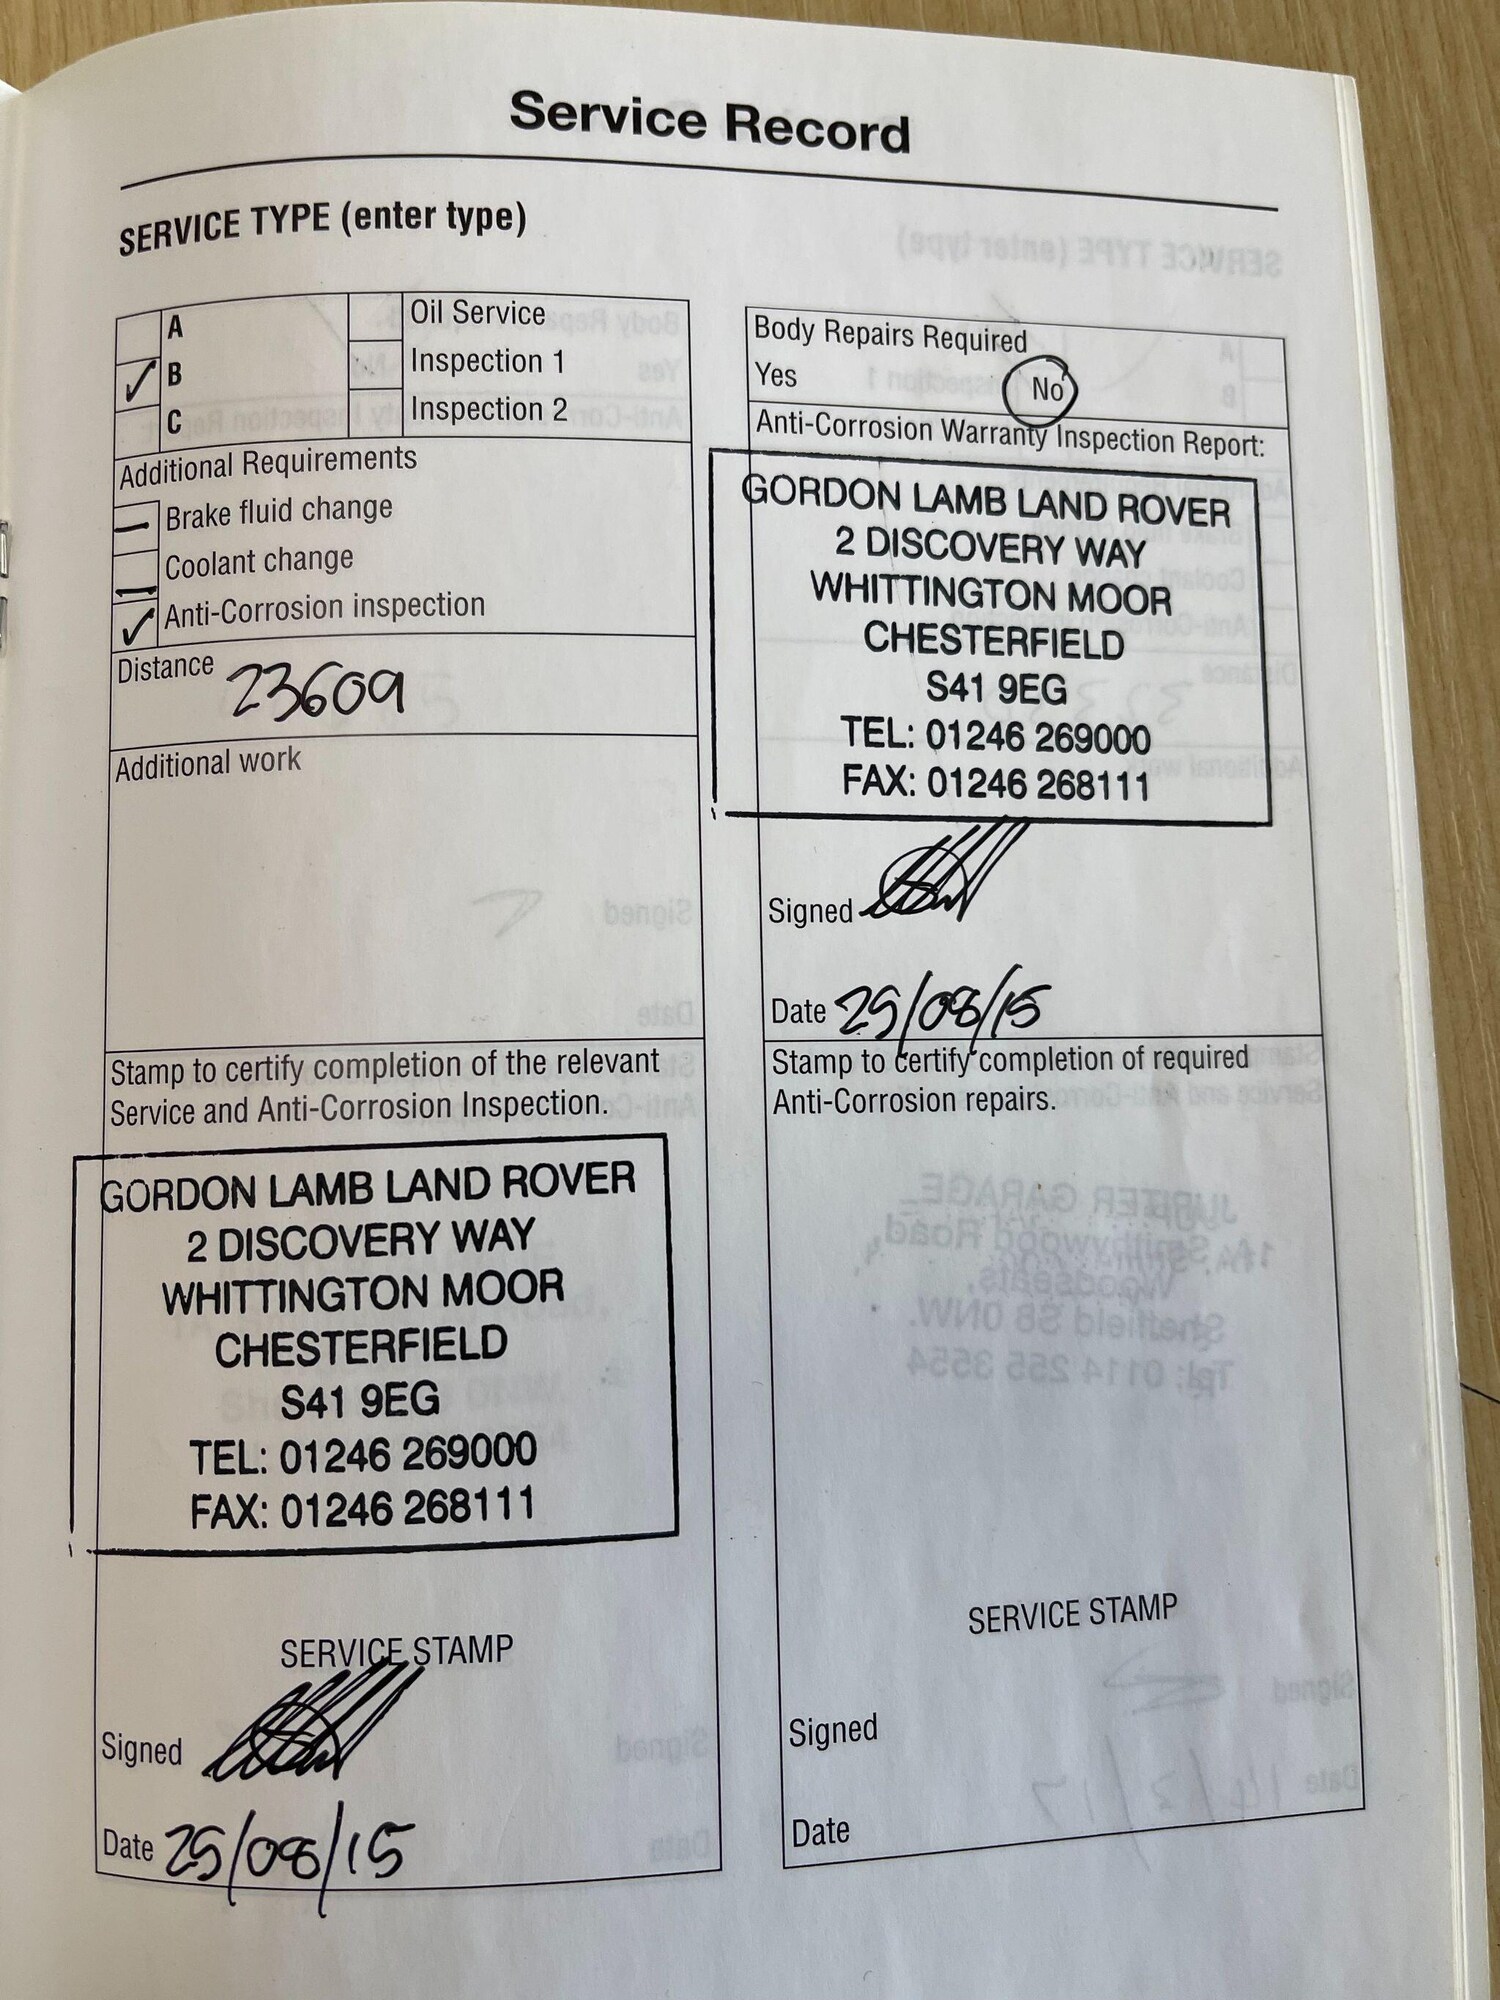 Service Record
SERVICE TYPE (enter type)
A
B
C
Oil Service
Inspection 1
Inspection 2
Additional Requirements
Brake fluid change
Coolant change
Anti-Corrosion inspection
Distance 23609
Additional work
Stamp to certify completion of the relevant
Service and Anti-Corrosion Inspection.
GORDON LAMB LAND ROVER
2 DISCOVERY WAY
WHITTINGTON MOOR
CHESTERFIELD
S41 9EG
TEL: 01246 269000
FAX: 01246 268111
SERVICE STAMP
Signed
Date 25/08/15
Body Repairs Required
Yes No
Anti-Corrosion Warranty Inspection Report:
GORDON LAMB LAND ROVER
2 DISCOVERY WAY
WHITTINGTON MOOR
CHESTERFIELD
S41 9EG
TEL: 01246 269000
FAX: 01246 268111
Signed
Date 25/08/15
Stamp to certify completion of required
Anti-Corrosion repairs.
SERVICE STAMP
Signed
Date